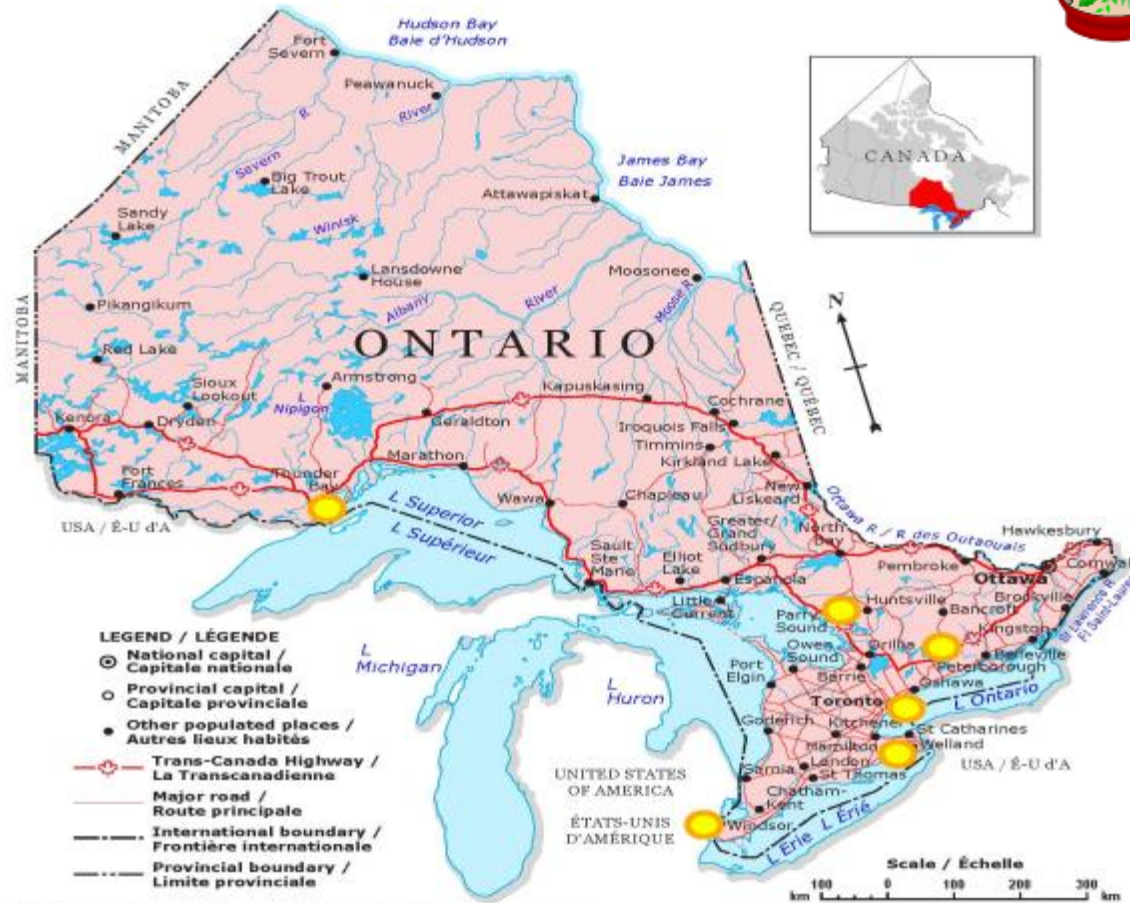 Hudson Bay
Baie d'Hudson
Fort
Severn
Peawanuck
MANITOBA
River
R
Severn
James Bay
Baie James
CANADA
Big Trout
Lake
Attawapiskat
Sandy
Lake
Winisk
Lansdowne
House
Moosonee
Pikangikum
Albany
River
Moose R
N
MANITOBA
ONTARIO
QUEBEC / QUÉBEC
Red Lake
Sioux
Lookout
Armstrong
L
Nipigon
Kapuskasing
Cochrane
Kenora
Dryden
Geraldton
Iroquois Falls
Timmins
Kirkland Lake
Fort
Frances
Thunder
Bay
Marathon
Wawa
Chapleau
New
Liskeard
USA / É-U d'A
L Superior
L Supérieur
Greater/
Grand
Sudbury
North
Bay
Ottawa R / R des Outaouais
Hawkesbury
Sault
Ste
Marie
Elliot
Lake
Espanola
Pembroke
Ottawa
Cornwall
Little
Current
Parry
Sound
Huntsville
Bancroft
Brockville
Kingston
St Lawrence R
Fl Saint-Laurent
Owen
Sound
Orillia
Belleville
Peterborough
L
Michigan
Port
Elgin
Barrie
Oshawa
L
Huron
Toronto
L Ontario
Goderich
Kitchener
St Catharines
Hamilton
Welland
London
St Thomas
USA / É-U d'A
Sarnia
UNITED STATES
OF AMERICA
Chatham-
Kent
ÉTATS-UNIS
D'AMÉRIQUE
Windsor
L Erie L Érié
LEGEND / LÉGENDE
National capital /
Capitale nationale
Provincial capital /
Capitale provinciale
Other populated places /
Autres lieux habités
Trans-Canada Highway /
La Transcanadienne
Major road /
Route principale
International boundary /
Frontière internationale
Provincial boundary /
Limite provinciale
Scale / Échelle
100 0 100 200 300
km km